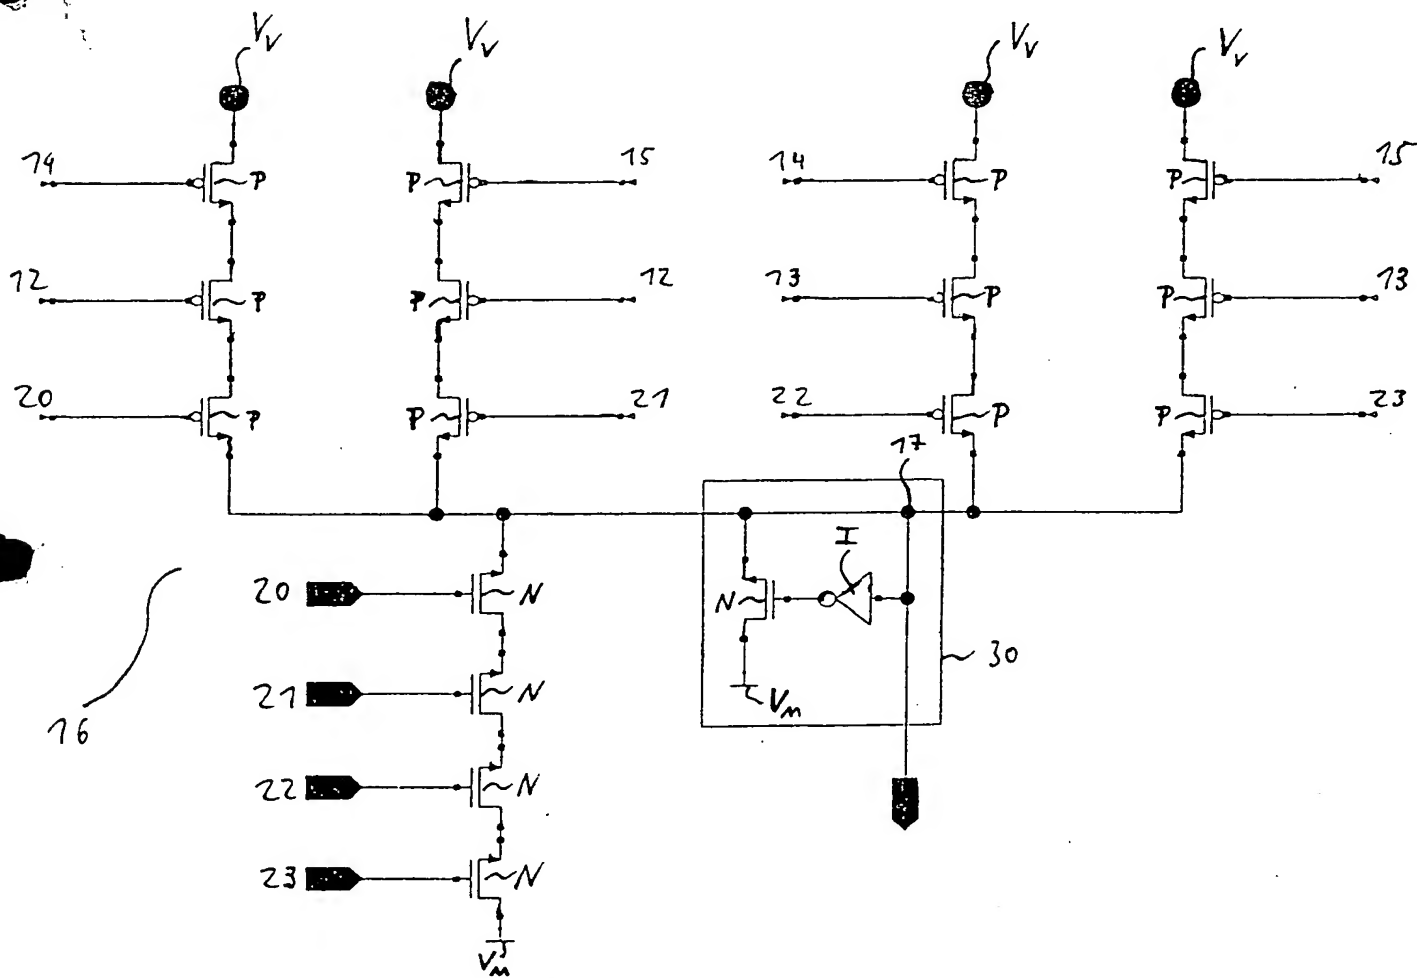 Vv Vv Vv Vv
14 P P 15 14 P P 15
12 P P 12 13 P P 13
20 P P 21 22 P P 23
17
I
20 N N
30
21 N VM
16
22 N
23 N
VM